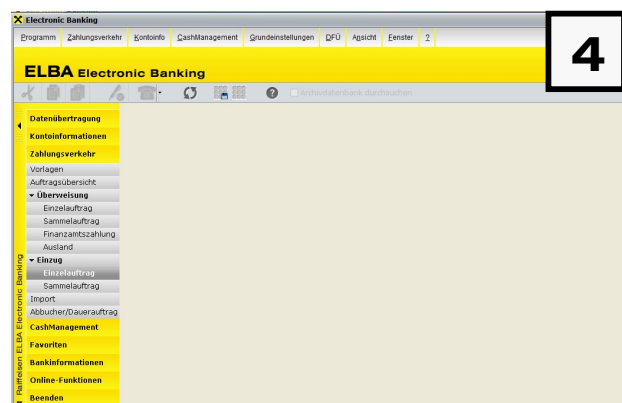 Electronic Banking
Programm Zahlungsverkehr Kontoinfo CashManagement Grundeinstellungen DFÜ Ansicht Fenster ?
4
ELBA Electronic Banking
Archivdatenbank durchsuchen
Datenübertragung
Kontoinformationen
Zahlungsverkehr
Vorlagen
Auftragsübersicht
Überweisung
Einzelauftrag
Sammelauftrag
Finanzamtszahlung
Ausland
Einzug
Einzelauftrag
Sammelauftrag
Import
Abbucher/Dauerauftrag
CashManagement
Favoriten
Bankinformationen
Online-Funktionen
Beenden
Raiffeisen ELBA Electronic Banking